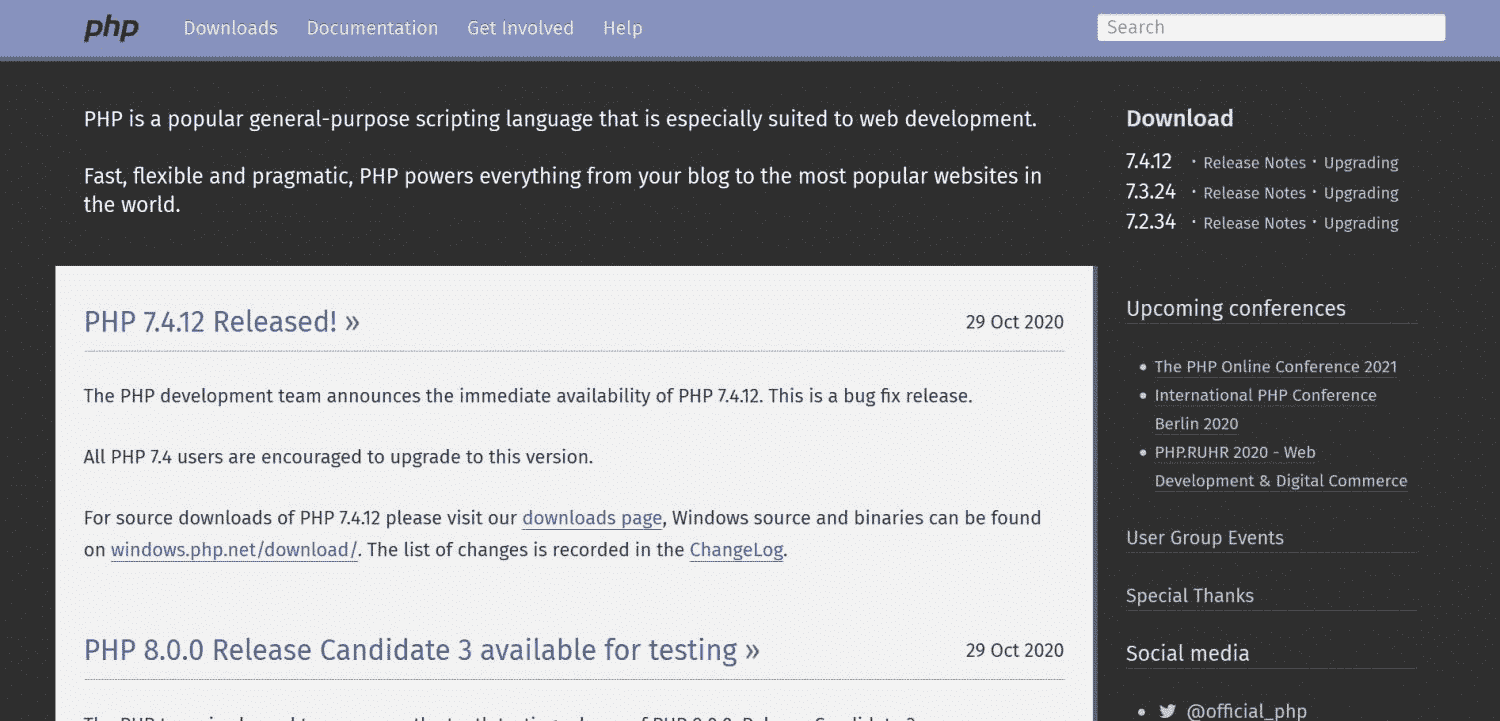 php Downloads Documentation Get Involved Help Search
PHP is a popular general-purpose scripting language that is especially suited to web development.
Fast, flexible and pragmatic, PHP powers everything from your blog to the most popular websites in
the world.
Download
7.4.12 · Release Notes · Upgrading
7.3.24 · Release Notes · Upgrading
7.2.34 · Release Notes · Upgrading
PHP 7.4.12 Released! »
29 Oct 2020
The PHP development team announces the immediate availability of PHP 7.4.12. This is a bug fix release.
All PHP 7.4 users are encouraged to upgrade to this version.
For source downloads of PHP 7.4.12 please visit our downloads page, Windows source and binaries can be found
on windows.php.net/download/. The list of changes is recorded in the ChangeLog.
PHP 8.0.0 Release Candidate 3 available for testing »
29 Oct 2020
Upcoming conferences
• The PHP Online Conference 2021
• International PHP Conference
Berlin 2020
• PHP.RUHR 2020 - Web
Development & Digital Commerce
User Group Events
Special Thanks
Social media
• @official_php